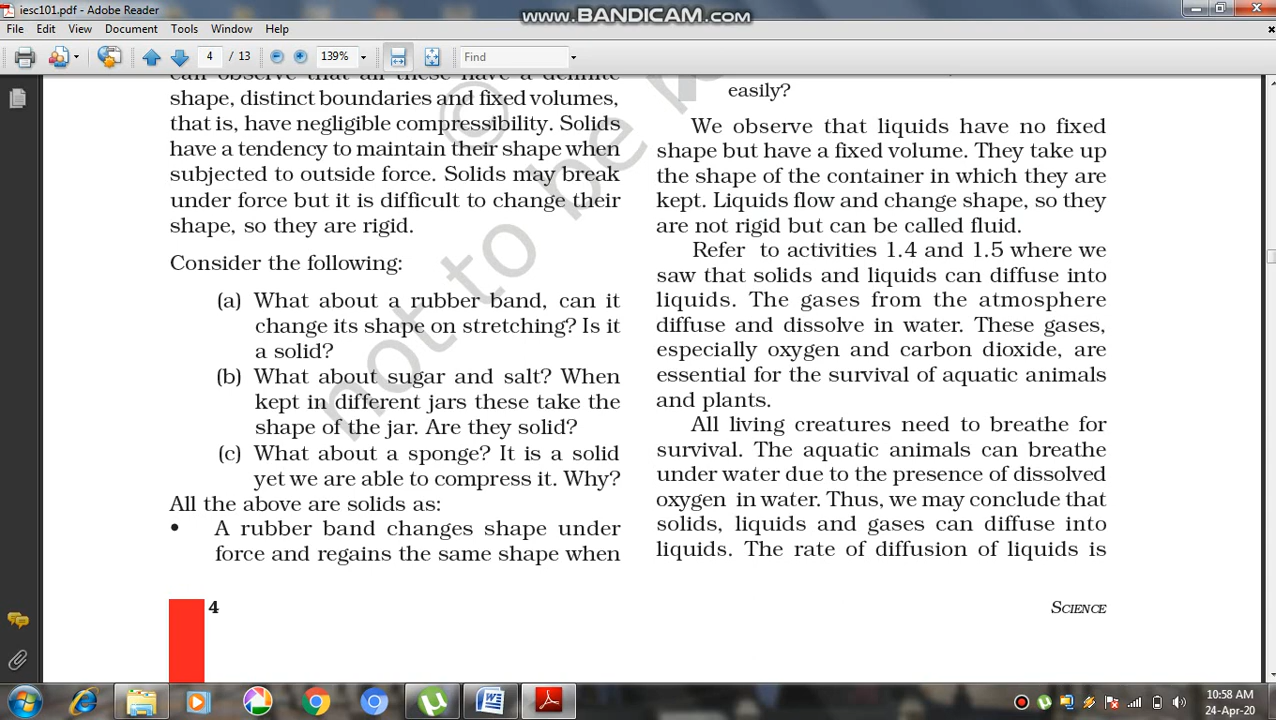 iesc101.pdf - Adobe Reader
www.BANDICAM.com
File Edit View Document Tools Window Help
4 / 13 139% Find
can observe that all these have a definite
shape, distinct boundaries and fixed volumes,
that is, have negligible compressibility. Solids
have a tendency to maintain their shape when
subjected to outside force. Solids may break
under force but it is difficult to change their
shape, so they are rigid.
Consider the following:
(a) What about a rubber band, can it
change its shape on stretching? Is it
a solid?
(b) What about sugar and salt? When
kept in different jars these take the
shape of the jar. Are they solid?
(c) What about a sponge? It is a solid
yet we are able to compress it. Why?
All the above are solids as:
• A rubber band changes shape under
force and regains the same shape when
easily?
We observe that liquids have no fixed
shape but have a fixed volume. They take up
the shape of the container in which they are
kept. Liquids flow and change shape, so they
are not rigid but can be called fluid.
Refer to activities 1.4 and 1.5 where we
saw that solids and liquids can diffuse into
liquids. The gases from the atmosphere
diffuse and dissolve in water. These gases,
especially oxygen and carbon dioxide, are
essential for the survival of aquatic animals
and plants.
All living creatures need to breathe for
survival. The aquatic animals can breathe
under water due to the presence of dissolved
oxygen in water. Thus, we may conclude that
solids, liquids and gases can diffuse into
liquids. The rate of diffusion of liquids is
© not to be
4
SCIENCE
10:58 AM
24-Apr-20